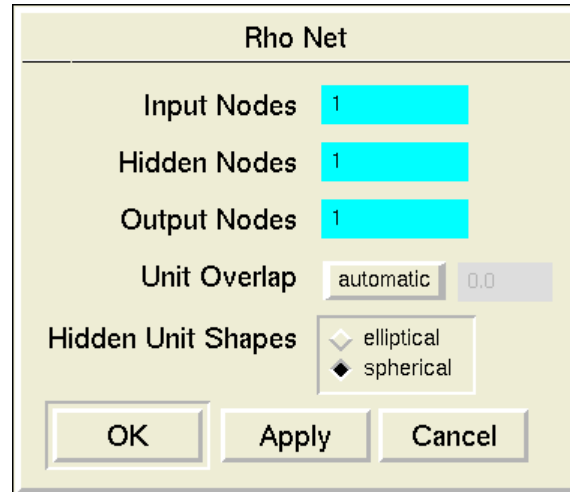 Rho Net
Input Nodes 1
Hidden Nodes 1
Output Nodes 1
Unit Overlap automatic 0.0
Hidden Unit Shapes elliptical
spherical
OK Apply Cancel